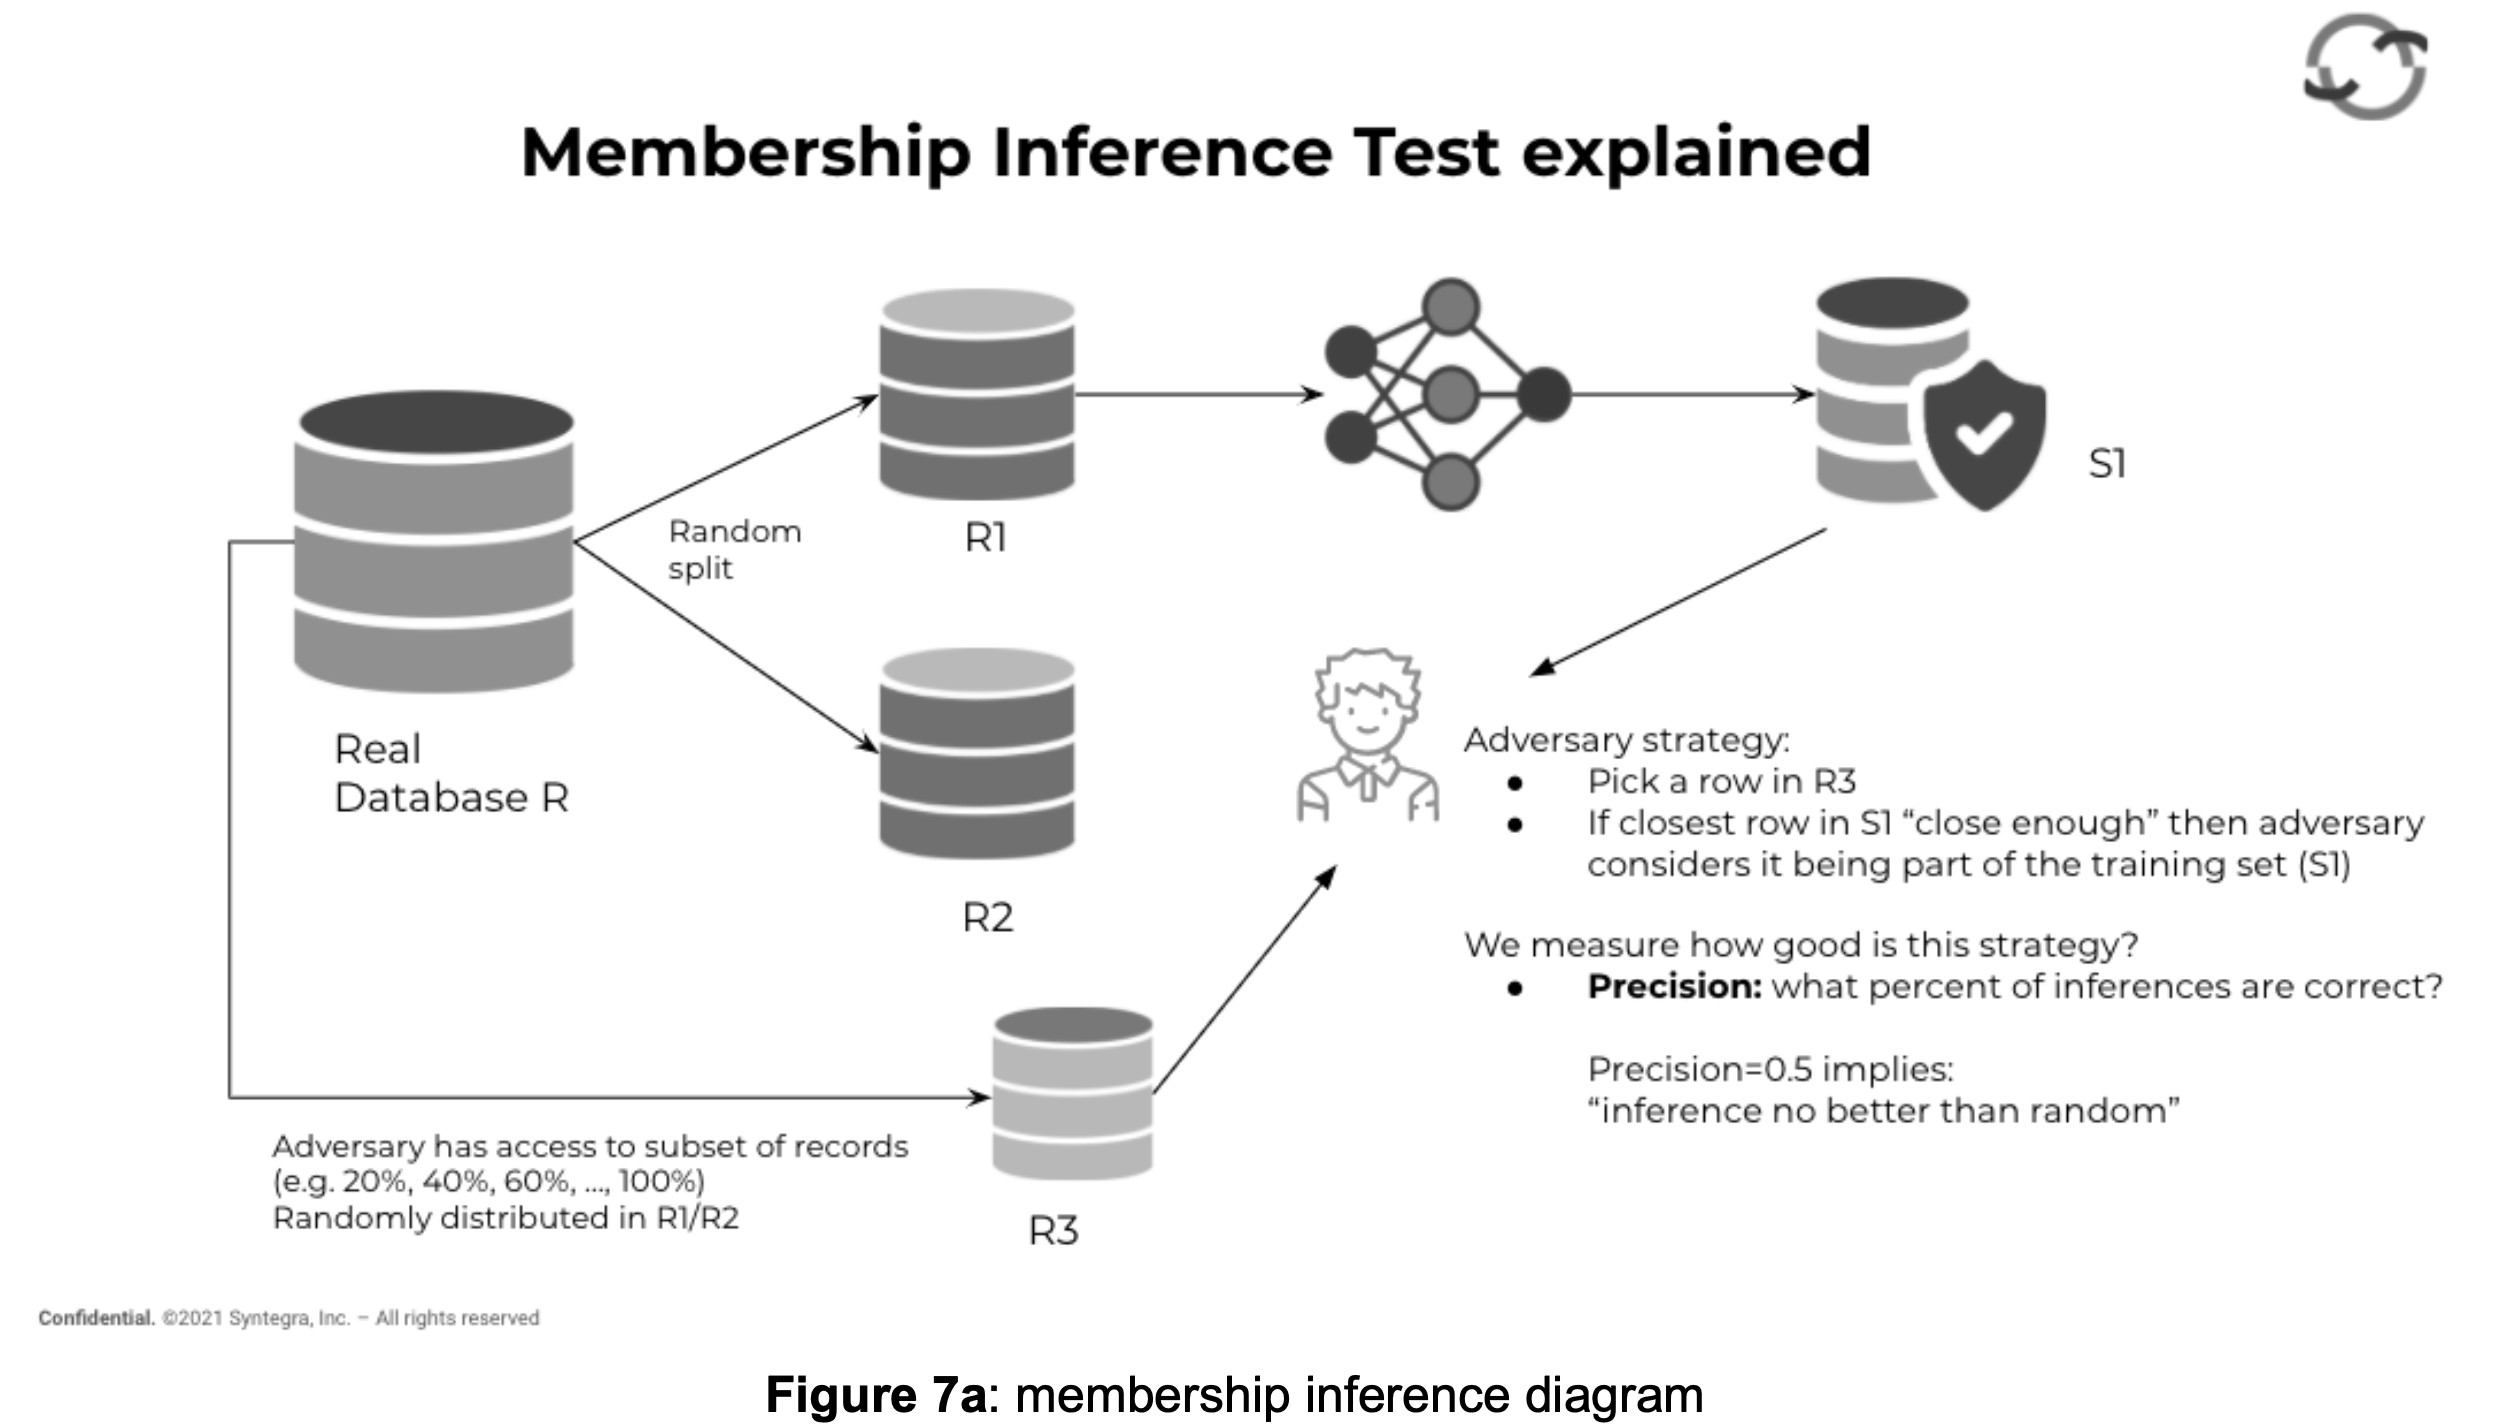 Membership Inference Test explained
Random
split
R1
S1
Real
Database R
R2
Adversary strategy:
● Pick a row in R3
● If closest row in S1 “close enough” then adversary
considers it being part of the training set (S1)
We measure how good is this strategy?
● Precision: what percent of inferences are correct?
Precision=0.5 implies:
“inference no better than random”
Adversary has access to subset of records
(e.g. 20%, 40%, 60%, ..., 100%)
Randomly distributed in R1/R2
R3
Confidential. ©2021 Syntegra, Inc. – All rights reserved
Figure 7a: membership inference diagram